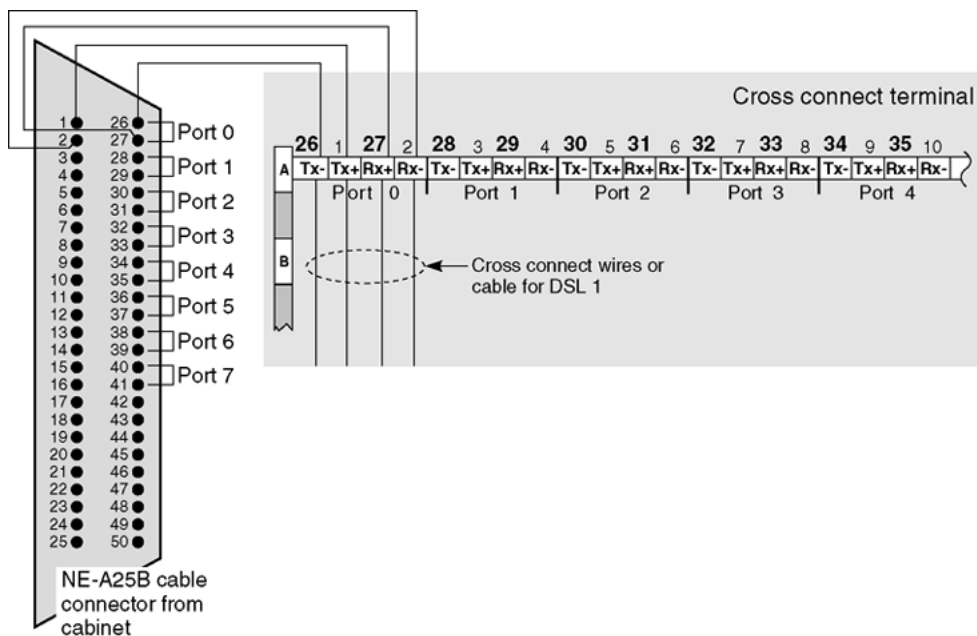 Cross connect terminal
26 1 27 2 28 3 29 4 30 5 31 6 32 7 33 8 34 9 35 10
A Tx- Tx+ Rx+ Rx- Tx- Tx+ Rx+ Rx- Tx- Tx+ Rx+ Rx- Tx- Tx+ Rx+ Rx- Tx- Tx+ Rx+ Rx-
Port 0 Port 1 Port 2 Port 3 Port 4
B
Cross connect wires or
cable for DSL 1
1 26
2 27
Port 0
3 28
4 29
Port 1
5 30
6 31
Port 2
7 32
8 33
Port 3
9 34
10 35
Port 4
11 36
12 37
Port 5
13 38
14 39
Port 6
15 40
16 41
Port 7
17 42
18 43
19 44
20 45
21 46
22 47
23 48
24 49
25 50
NE-A25B cable
connector from
cabinet